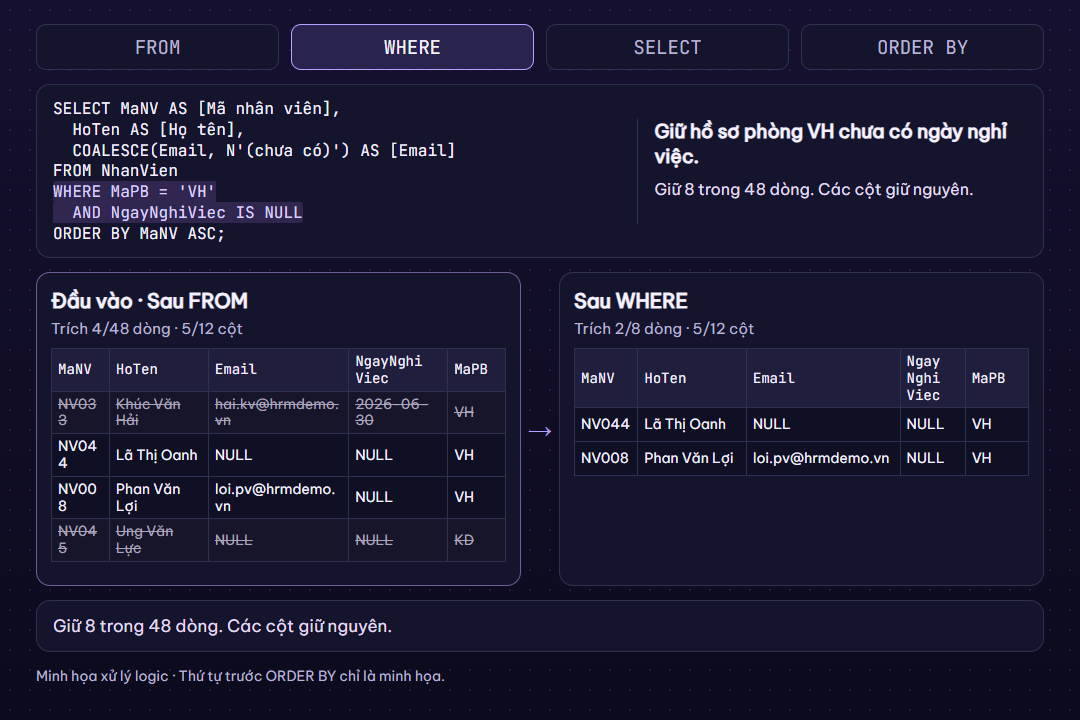 FROM
WHERE
SELECT
ORDER BY
SELECT MaNV AS [Mã nhân viên],
HoTen AS [Họ tên],
COALESCE(Email, N'(chưa có)') AS [Email]
FROM NhanVien
WHERE MaPB = 'VH'
AND NgayNghiViec IS NULL
ORDER BY MaNV ASC;
Giữ hồ sơ phòng VH chưa có ngày nghỉ
việc.
Giữ 8 trong 48 dòng. Các cột giữ nguyên.
Đầu vào · Sau FROM
Trích 4/48 dòng · 5/12 cột
MaNV HoTen Email NgayNghi
Viec MaPB
NV03
3 Khúc Văn
Hải hai.kv@hrmdemo.
vn 2026-06-
30 VH
NV04
4 Lã Thị Oanh NULL NULL VH
NV00
8 Phan Văn
Lợi loi.pv@hrmdemo.
vn NULL VH
NV04
5 Ung Văn
Lực NULL NULL KD
→
Sau WHERE
Trích 2/8 dòng · 5/12 cột
MaNV HoTen Email Ngay
Nghi
Viec MaPB
NV044 Lã Thị Oanh NULL NULL VH
NV008 Phan Văn Lợi loi.pv@hrmdemo.vn NULL VH
Giữ 8 trong 48 dòng. Các cột giữ nguyên.
Minh họa xử lý logic · Thứ tự trước ORDER BY chỉ là minh họa.